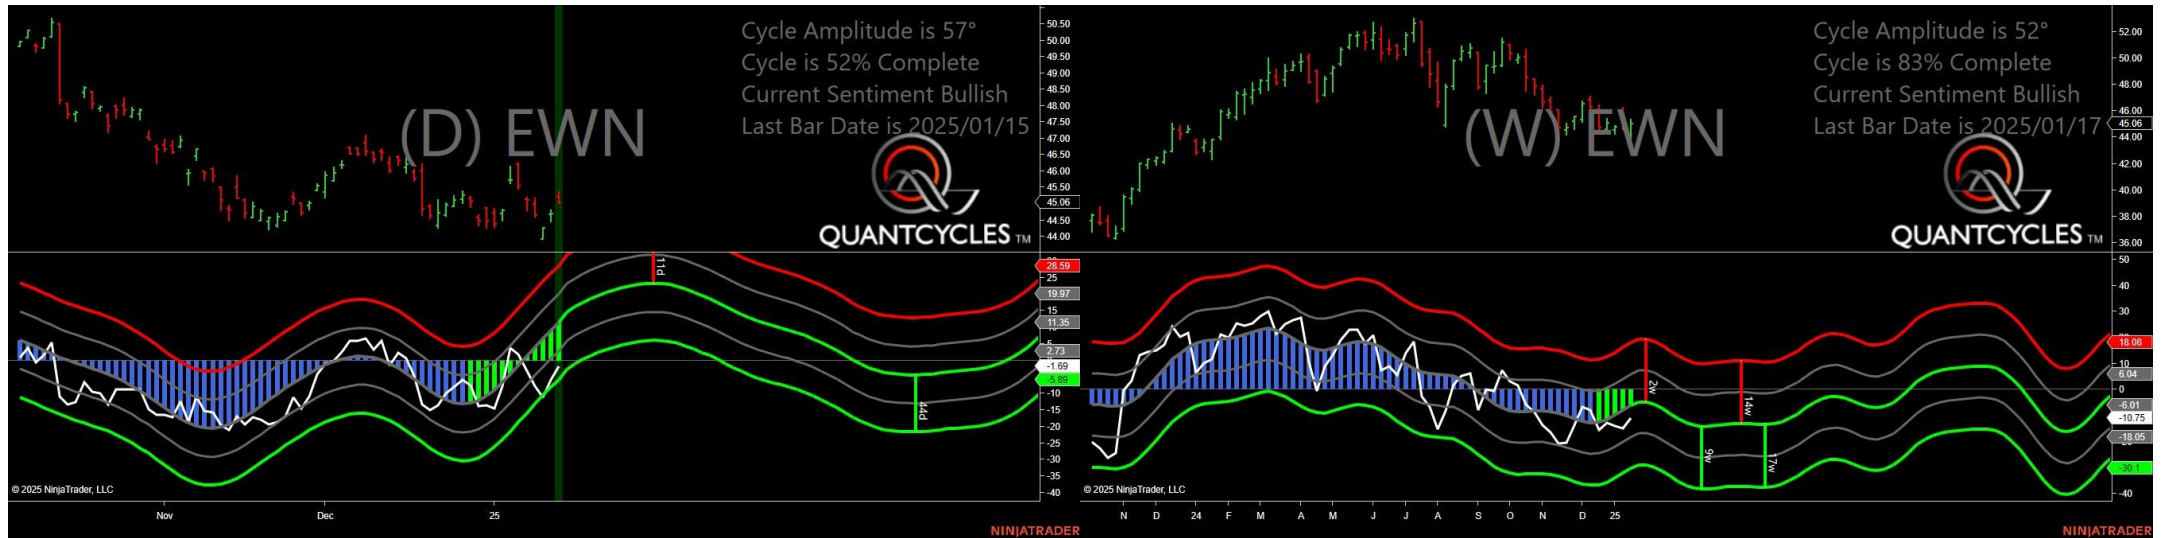 Cycle Amplitude is 57°
Cycle is 52% Complete
Current Sentiment Bullish
Last Bar Date is 2025/01/15
(D) EWN
QUANTCYCLES TM
50.50
50.00
49.50
49.00
48.50
48.00
47.50
47.00
46.50
46.00
45.50
45.06
44.50
44.00
11d
44d
28.59
25
19.97
15
11.35
5
2.73
-1.69
-5.89
-10
-15
-20
-25
-30
-35
-40
© 2025 NinjaTrader, LLC
Nov
Dec
25
NINJATRADER
Cycle Amplitude is 52°
Cycle is 83% Complete
Current Sentiment Bullish
Last Bar Date is 2025/01/17
(W) EWN
QUANTCYCLES TM
52.00
50.00
48.00
46.00
45.06
44.00
42.00
40.00
38.00
36.00
2w
9w
14w
17w
50
40
30
18.08
10
6.04
0
-6.01
-10.75
-18.05
-30.1
-40
© 2025 NinjaTrader, LLC
N D 24 F M A M J J A S O N D 25
NINJATRADER